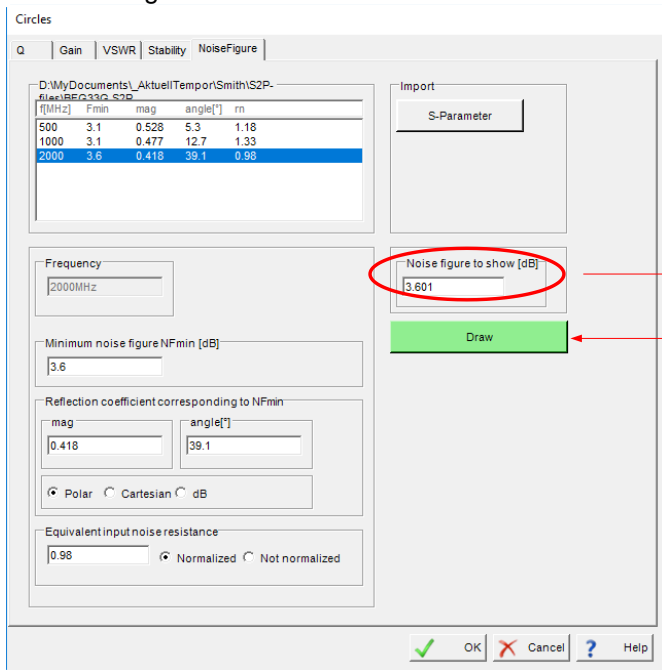 Circles
Q Gain VSWR Stability NoiseFigure
D:\MyDocuments\_AktuellTempor\Smith\S2P-
files\BFG33G.S2P
f[MHz] Fmin mag angle[°] rn
500 3.1 0.528 5.3 1.18
1000 3.1 0.477 12.7 1.33
2000 3.6 0.418 39.1 0.98
Import
S-Parameter
Frequency
2000MHz
Noise figure to show [dB]
3.601
Draw
Minimum noise figure NFmin [dB]
3.6
Reflection coefficient corresponding to NFmin
mag
0.418
angle[°]
39.1
Polar Cartesian dB
Equivalent input noise resistance
0.98 Normalized Not normalized
OK Cancel ? Help